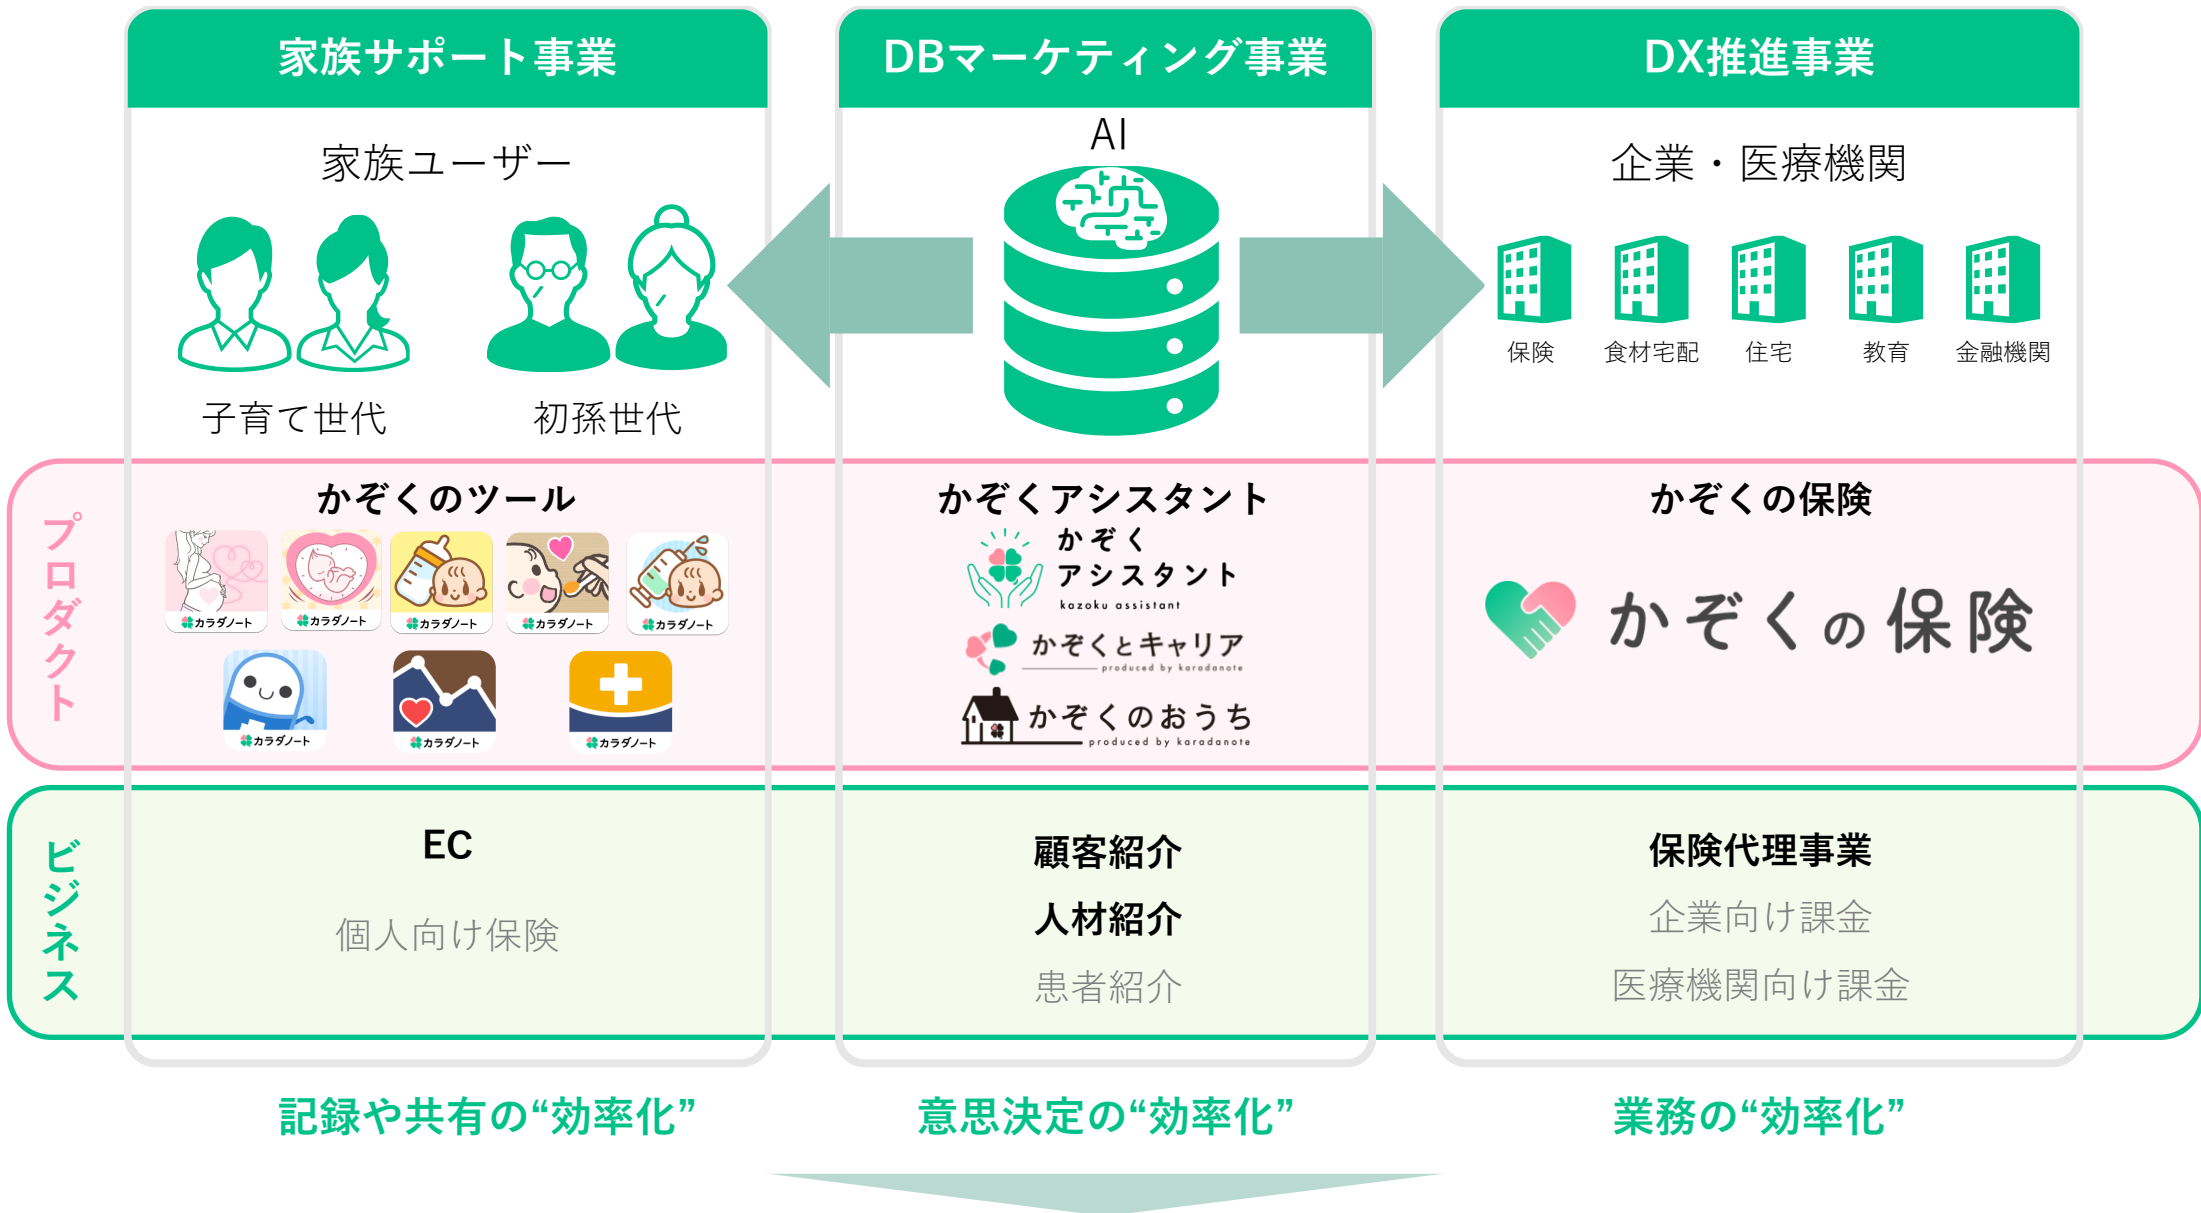 家族サポート事業
DBマーケティング事業
DX推進事業
家族ユーザー
子育て世代
初孫世代
AI
企業・医療機関
保険
食材宅配
住宅
教育
金融機関
プロダクト
かぞくのツール
カラダノート
カラダノート
カラダノート
カラダノート
カラダノート
カラダノート
カラダノート
カラダノート
かぞくアシスタント
かぞく
アシスタント
kazoku assistant
かぞくとキャリア
produced by karadanote
かぞくのおうち
produced by karadanote
かぞくの保険
かぞくの保険
ビジネス
EC
個人向け保険
顧客紹介
人材紹介
患者紹介
保険代理事業
企業向け課金
医療機関向け課金
記録や共有の“効率化”
意思決定の“効率化”
業務の“効率化”